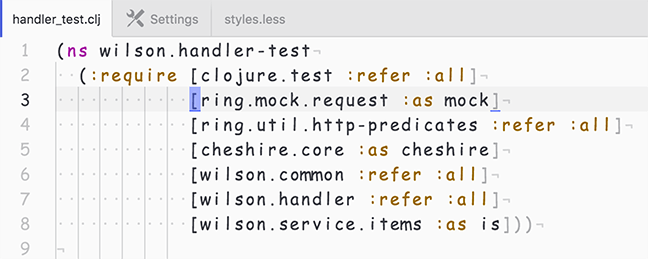 handler_test.clj Settings styles.less
1 (ns wilson.handler-test¬
2 ··(:require [clojure.test :refer :all]¬
3 ············[ring.mock.request :as mock]¬
4 ············[ring.util.http-predicates :refer :all]¬
5 ············[cheshire.core :as cheshire]¬
6 ············[wilson.common :refer :all]¬
7 ············[wilson.handler :refer :all]¬
8 ············[wilson.service.items :as is]))¬
9 ¬